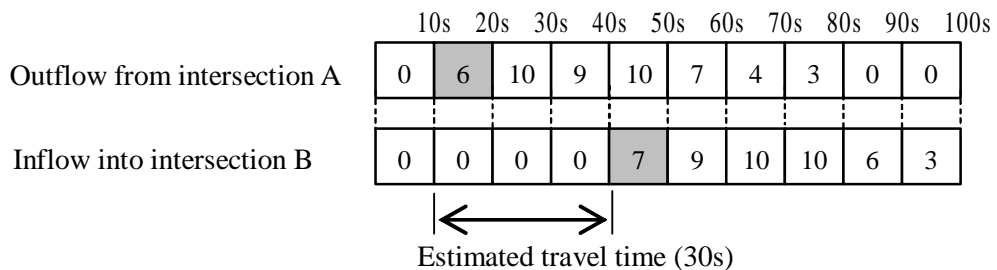 10s 20s 30s 40s 50s 60s 70s 80s 90s 100s
Outflow from intersection A 0 6 10 9 10 7 4 3 0 0
Inflow into intersection B 0 0 0 0 7 9 10 10 6 3
Estimated travel time (30s)